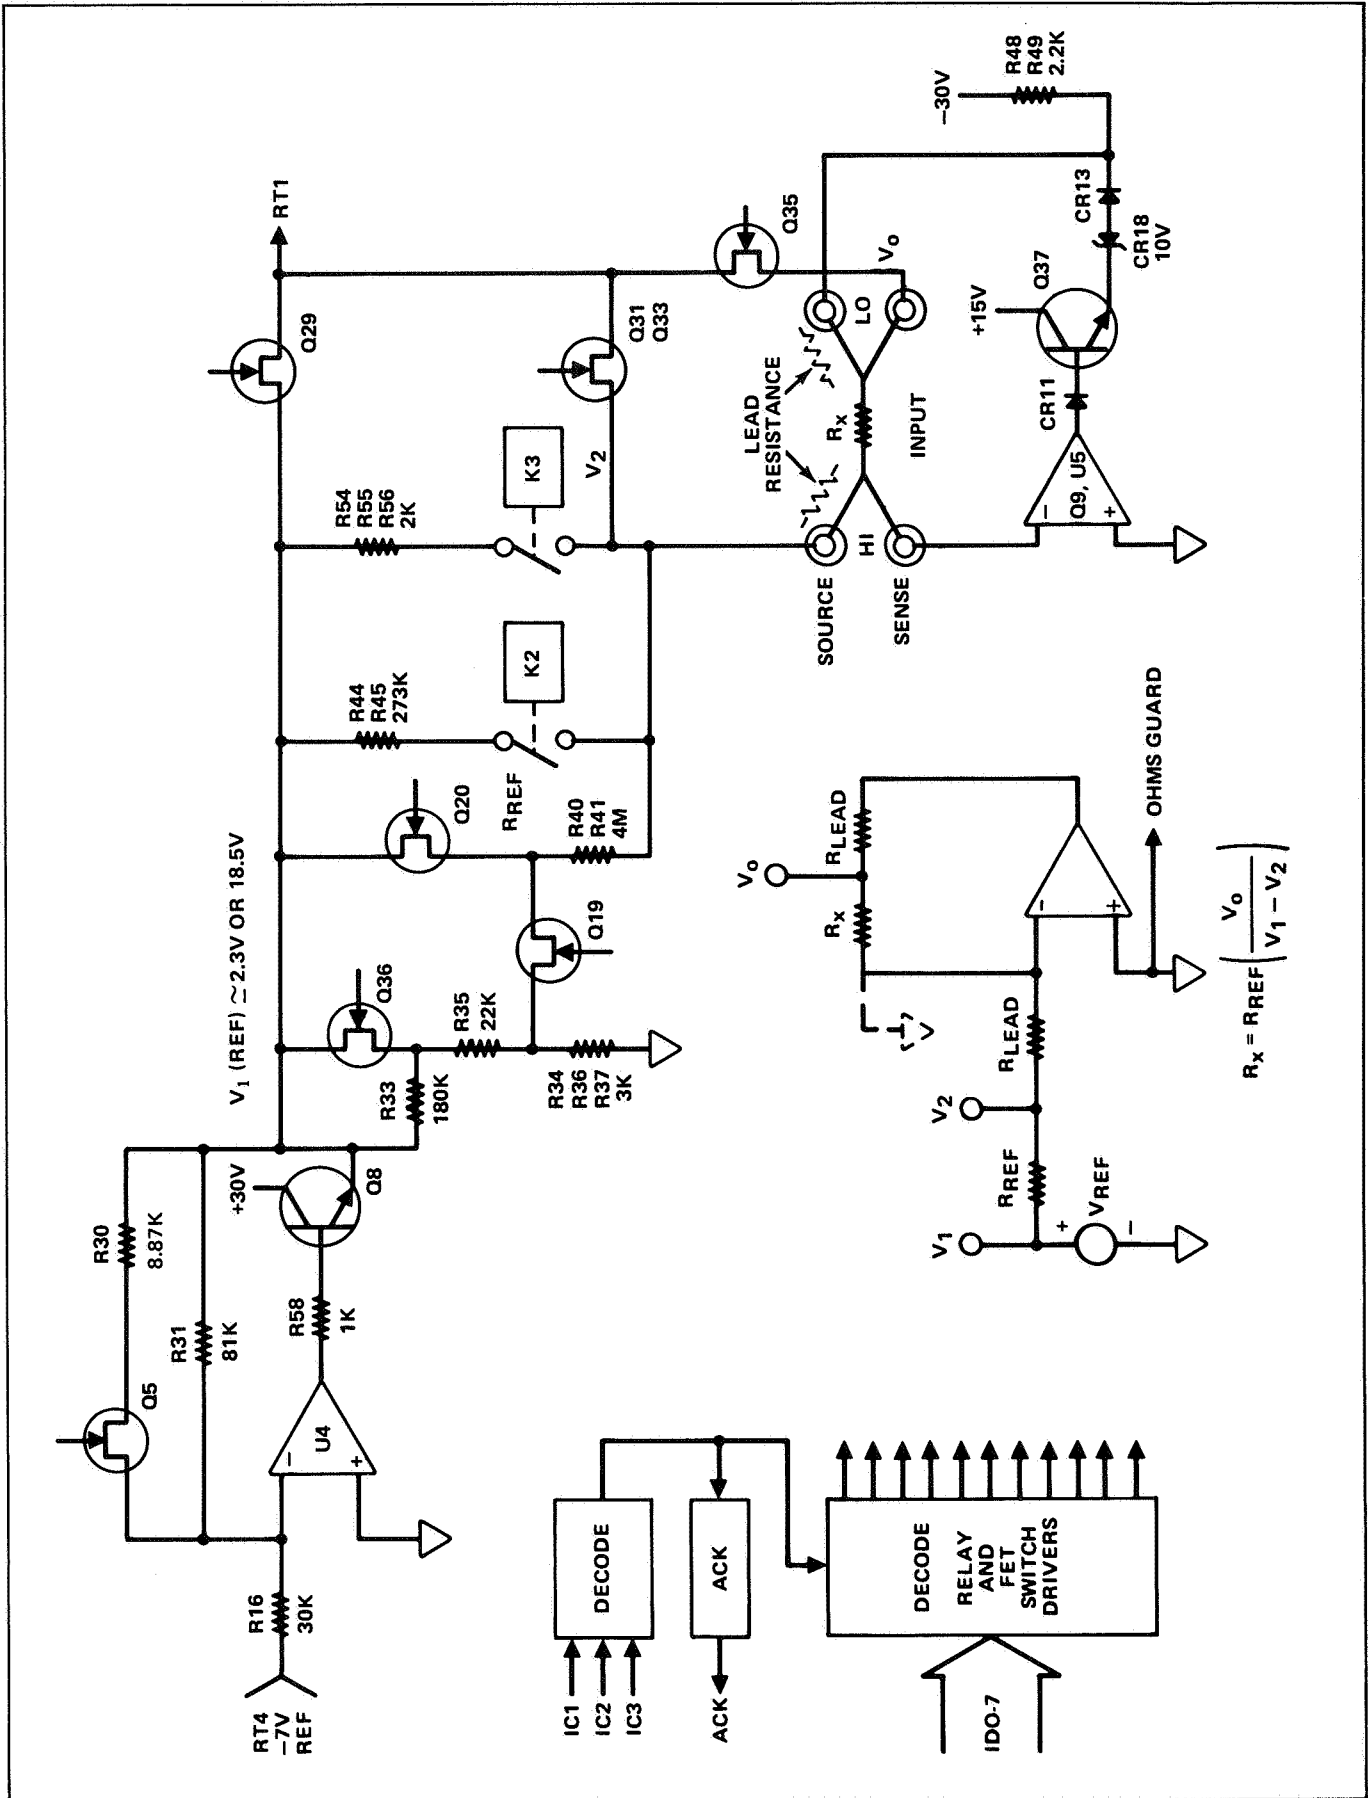 RT4
−7V
REF
R16
30K
Q5
R30
8.87K
R31
81K
−
+
U4
R58
1K
+30V
Q8
V1 (REF) ≃ 2.3V OR 18.5V
R33
180K
Q36
R35
22K
R34
R36
R37
3K
Q19
Q20
RREF
R40
R41
4M
R44
R45
273K
K2
R54
R55
R56
2K
K3
V2
Q29
RT1
Q31
Q33
Q35
Vo
LEAD
RESISTANCE
SOURCE
HI
SENSE
Rx
LO
INPUT
−
+
Q9, U5
CR11
+15V
Q37
CR18
10V
CR13
−30V
R48
R49
2.2K
IC1
IC2
IC3
DECODE
ACK
ACK
IDO-7
DECODE
RELAY
AND
FET
SWITCH
DRIVERS
V1
RREF
V2
RLEAD
+
VREF
−
Vo
Rx
RLEAD
−
+
OHMS GUARD
Rx = RREF (Vo / V1 − V2)